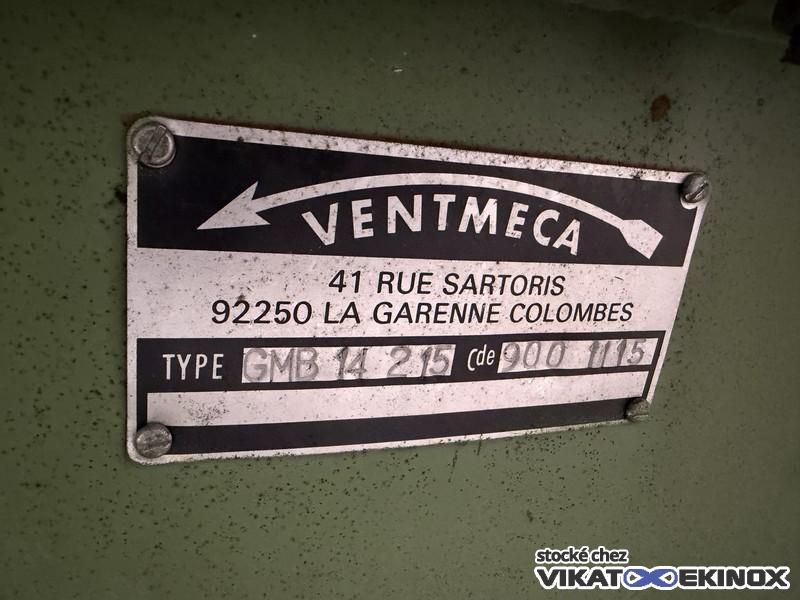 VENTMECA
41 RUE SARTORIS
92250 LA GARENNE COLOMBES
TYPE GMB 14 215 Cde 900 1115
stocké chez
VIKAT EKINOX